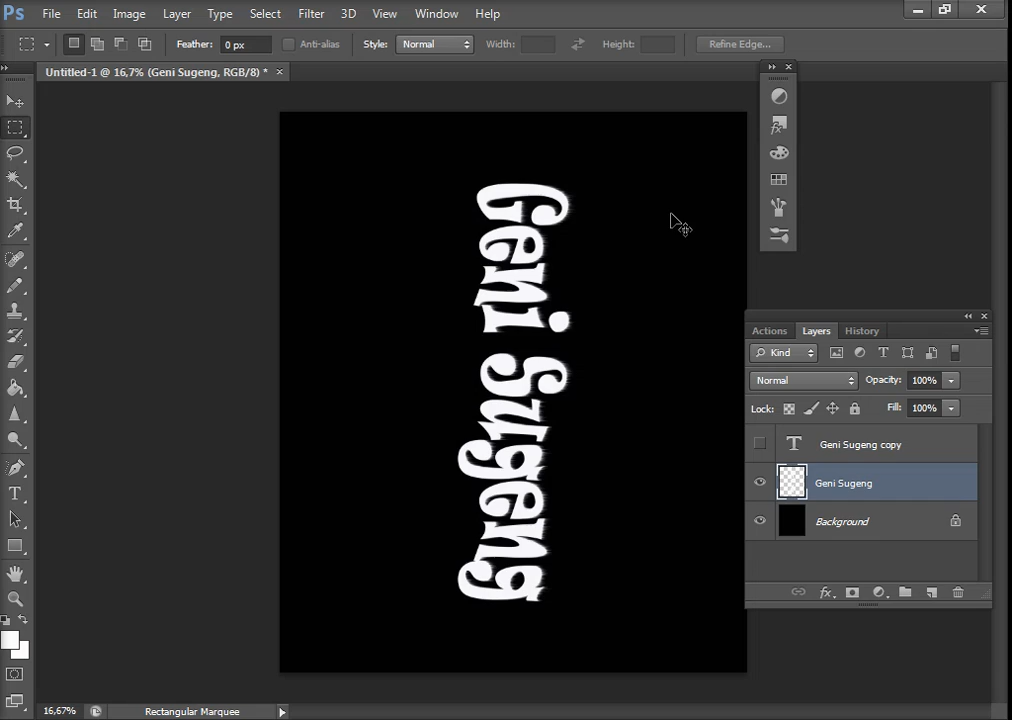 Ps File Edit Image Layer Type Select Filter 3D View Window Help
Feather: 0 px Anti-alias Style: Normal Width: Height: Refine Edge...
Untitled-1 @ 16,7% (Geni Sugeng, RGB/8) * ×
Geni Sugeng
Actions Layers History
Kind
Normal Opacity: 100%
Lock: Fill: 100%
T Geni Sugeng copy
Geni Sugeng
Background
fx
16,67% Rectangular Marquee